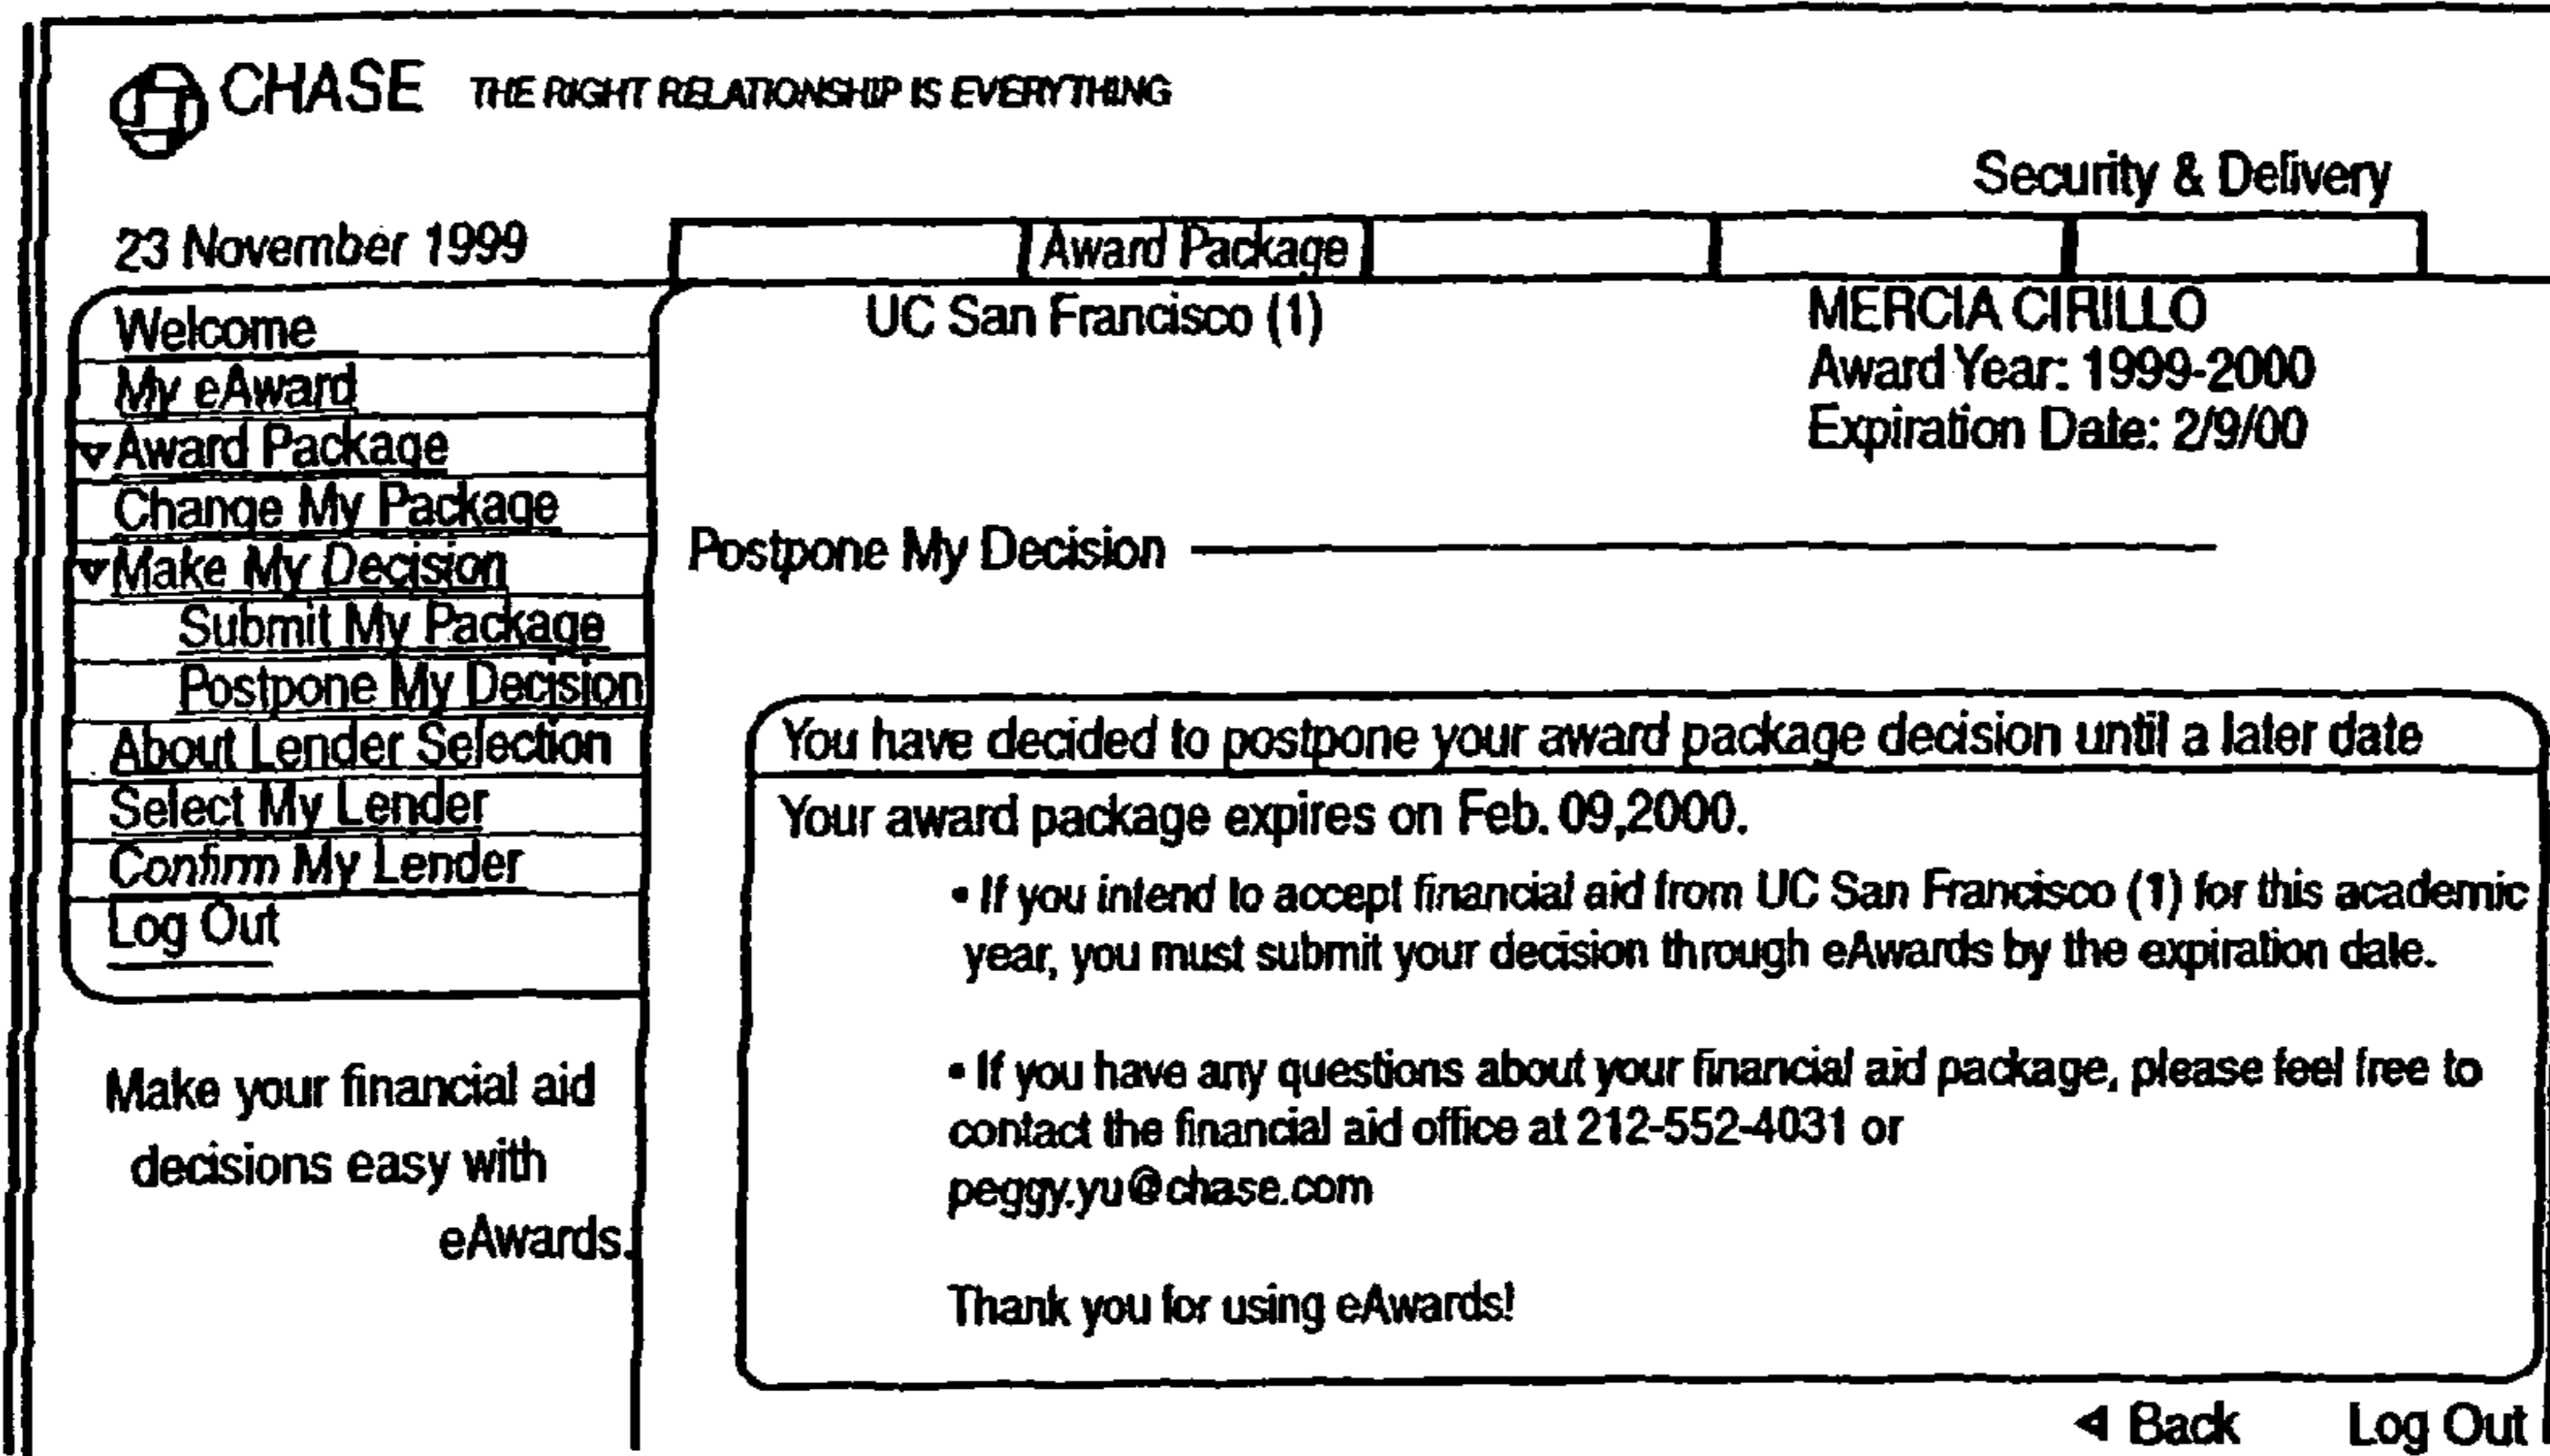 CHASE THE RIGHT RELATIONSHIP IS EVERYTHING
Security & Delivery
23 November 1999
Award Package
Welcome
My eAward
Award Package
Change My Package
Make My Decision
Submit My Package
Postpone My Decision
About Lender Selection
Select My Lender
Confirm My Lender
Log Out
Make your financial aid
decisions easy with
eAwards.
UC San Francisco (1)
MERCIA CIRILLO
Award Year: 1999-2000
Expiration Date: 2/9/00
Postpone My Decision
You have decided to postpone your award package decision until a later date
Your award package expires on Feb. 09,2000.
• If you intend to accept financial aid from UC San Francisco (1) for this academic
year, you must submit your decision through eAwards by the expiration date.
• If you have any questions about your financial aid package, please feel free to
contact the financial aid office at 212-552-4031 or
peggy.yu@chase.com
Thank you for using eAwards!
Back Log Out